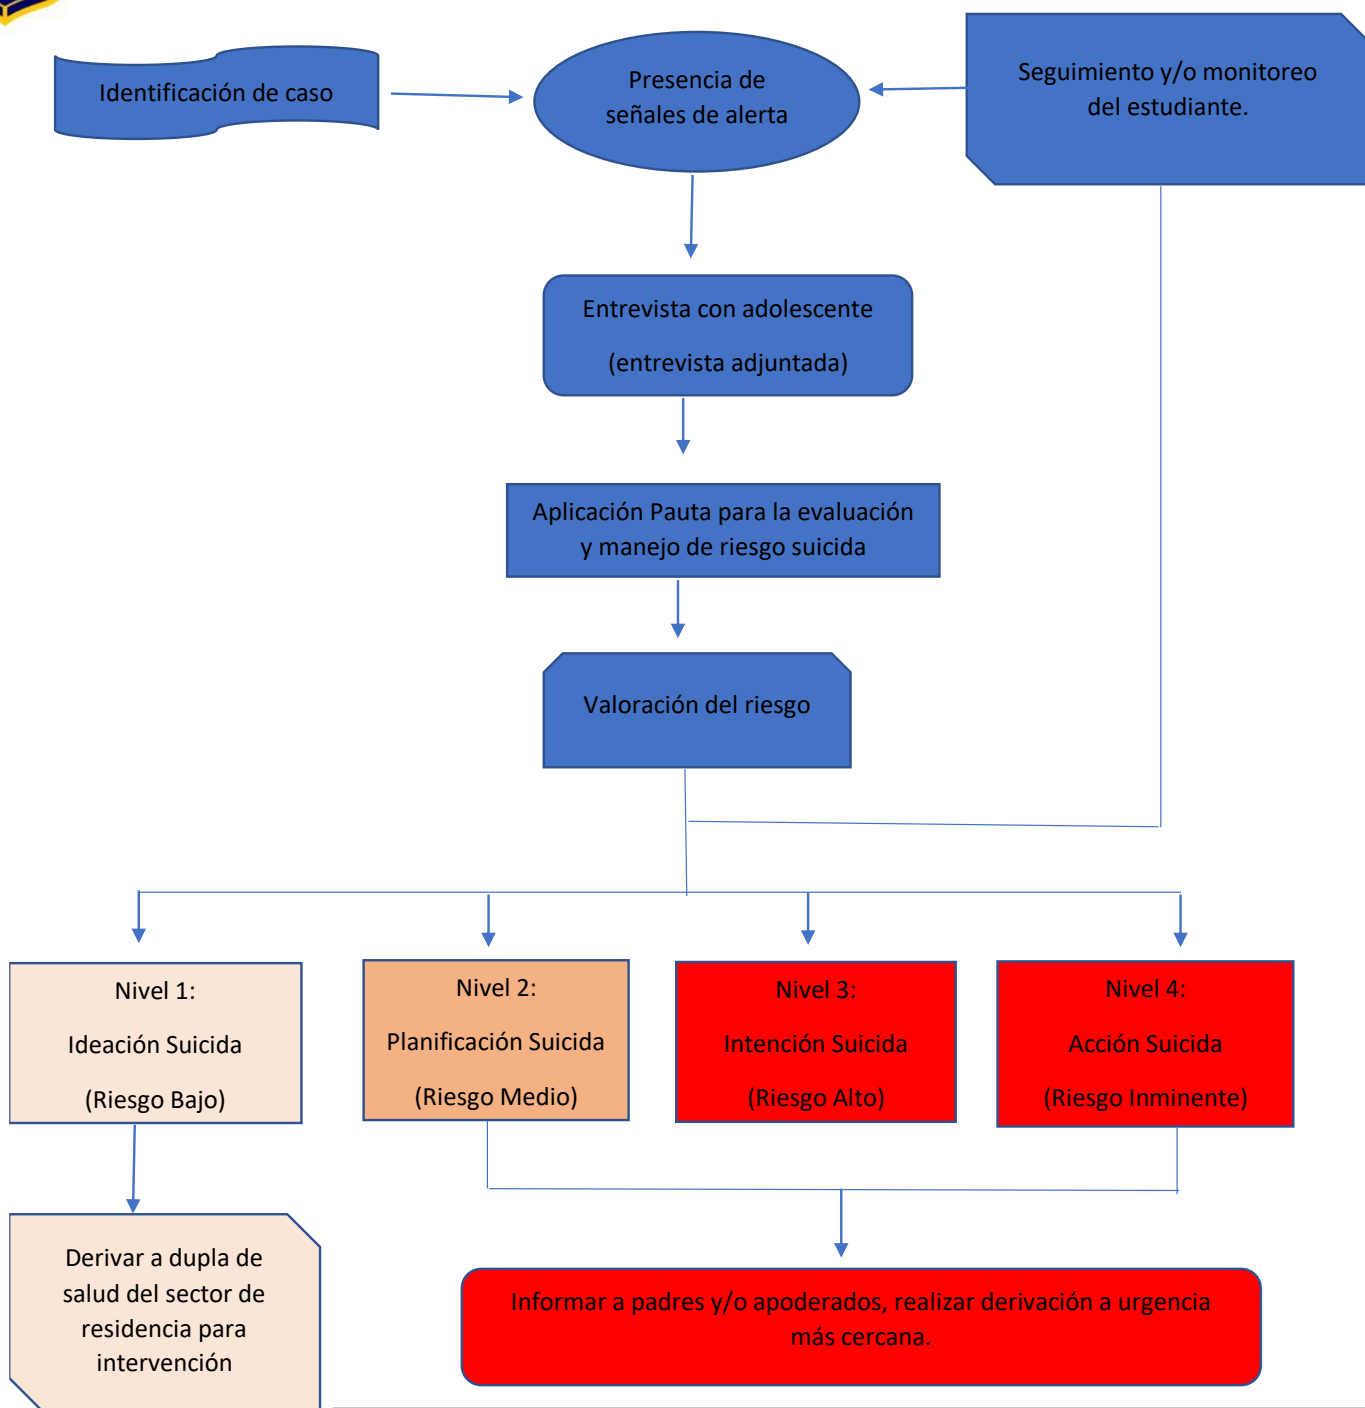 Identificación de caso
Presencia de
señales de alerta
Seguimiento y/o monitoreo
del estudiante.
Entrevista con adolescente
(entrevista adjuntada)
Aplicación Pauta para la evaluación
y manejo de riesgo suicida
Valoración del riesgo
Nivel 1:
Ideación Suicida
(Riesgo Bajo)
Nivel 2:
Planificación Suicida
(Riesgo Medio)
Nivel 3:
Intención Suicida
(Riesgo Alto)
Nivel 4:
Acción Suicida
(Riesgo Inminente)
Derivar a dupla de
salud del sector de
residencia para
intervención
Informar a padres y/o apoderados, realizar derivación a urgencia
más cercana.